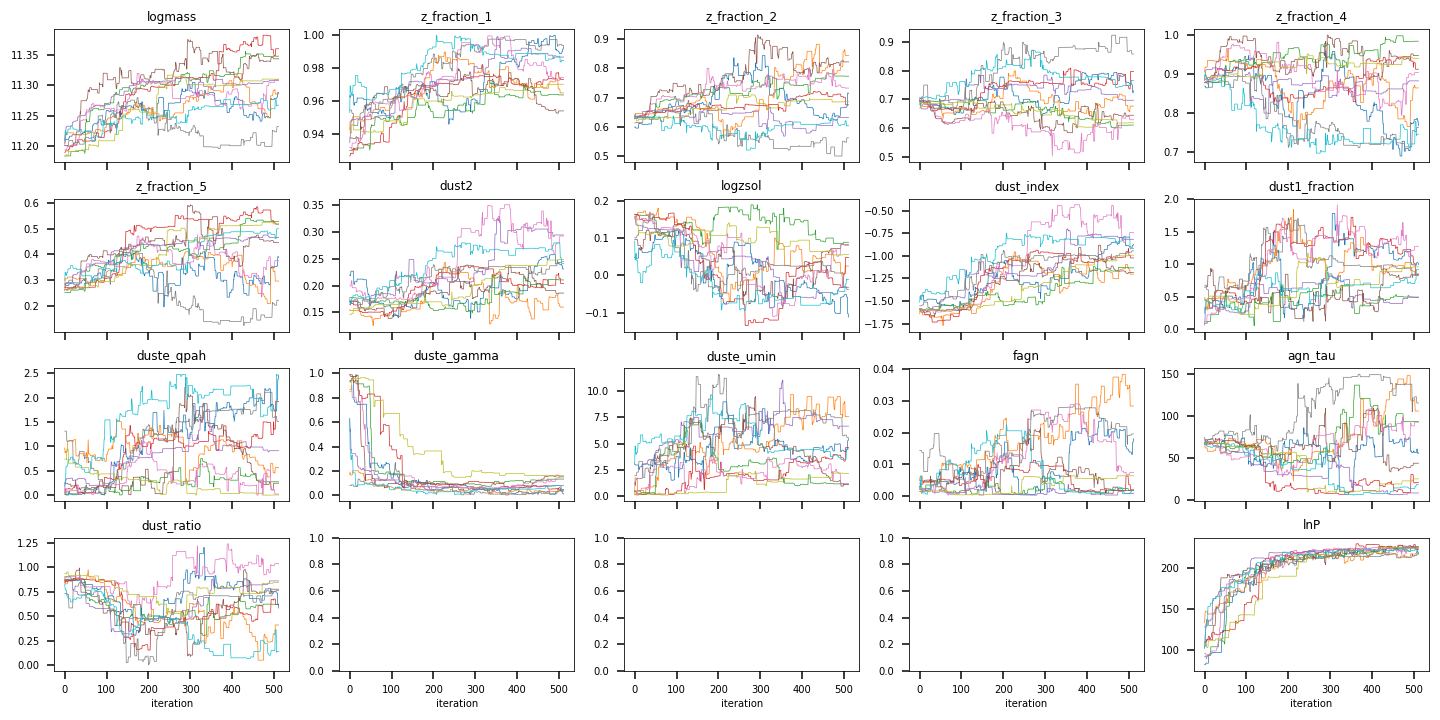 logmass z_fraction_1 z_fraction_2 z_fraction_3 z_fraction_4
11.35 1.00 0.9 0.9 1.0
11.30 0.98 0.8 0.8 0.9
11.25 0.96 0.7 0.7 0.8
11.20 0.94 0.6 0.6 0.7
0.5 0.5
z_fraction_5 dust2 logzsol dust_index dust1_fraction
0.6 0.35 0.2 −0.50 2.0
0.5 0.30 0.1 −0.75 1.5
0.4 0.25 0.0 −1.00 1.0
0.3 0.20 −0.1 −1.25 0.5
0.2 0.15 −1.50 0.0
−1.75
duste_qpah duste_gamma duste_umin fagn agn_tau
2.5 1.0 10.0 0.04 150
2.0 0.8 7.5 0.03 100
1.5 0.6 5.0 0.02 50
1.0 0.4 2.5 0.01 0
0.5 0.2 0.0 0.00
0.0 0.0
dust_ratio lnP
1.25 1.0 1.0 1.0 200
1.00 0.8 0.8 0.8 150
0.75 0.6 0.6 0.6 100
0.50 0.4 0.4 0.4
0.25 0.2 0.2 0.2
0.00 0.0 0.0 0.0
0 100 200 300 400 500 0 100 200 300 400 500 0 100 200 300 400 500 0 100 200 300 400 500 0 100 200 300 400 500
iteration iteration iteration iteration iteration